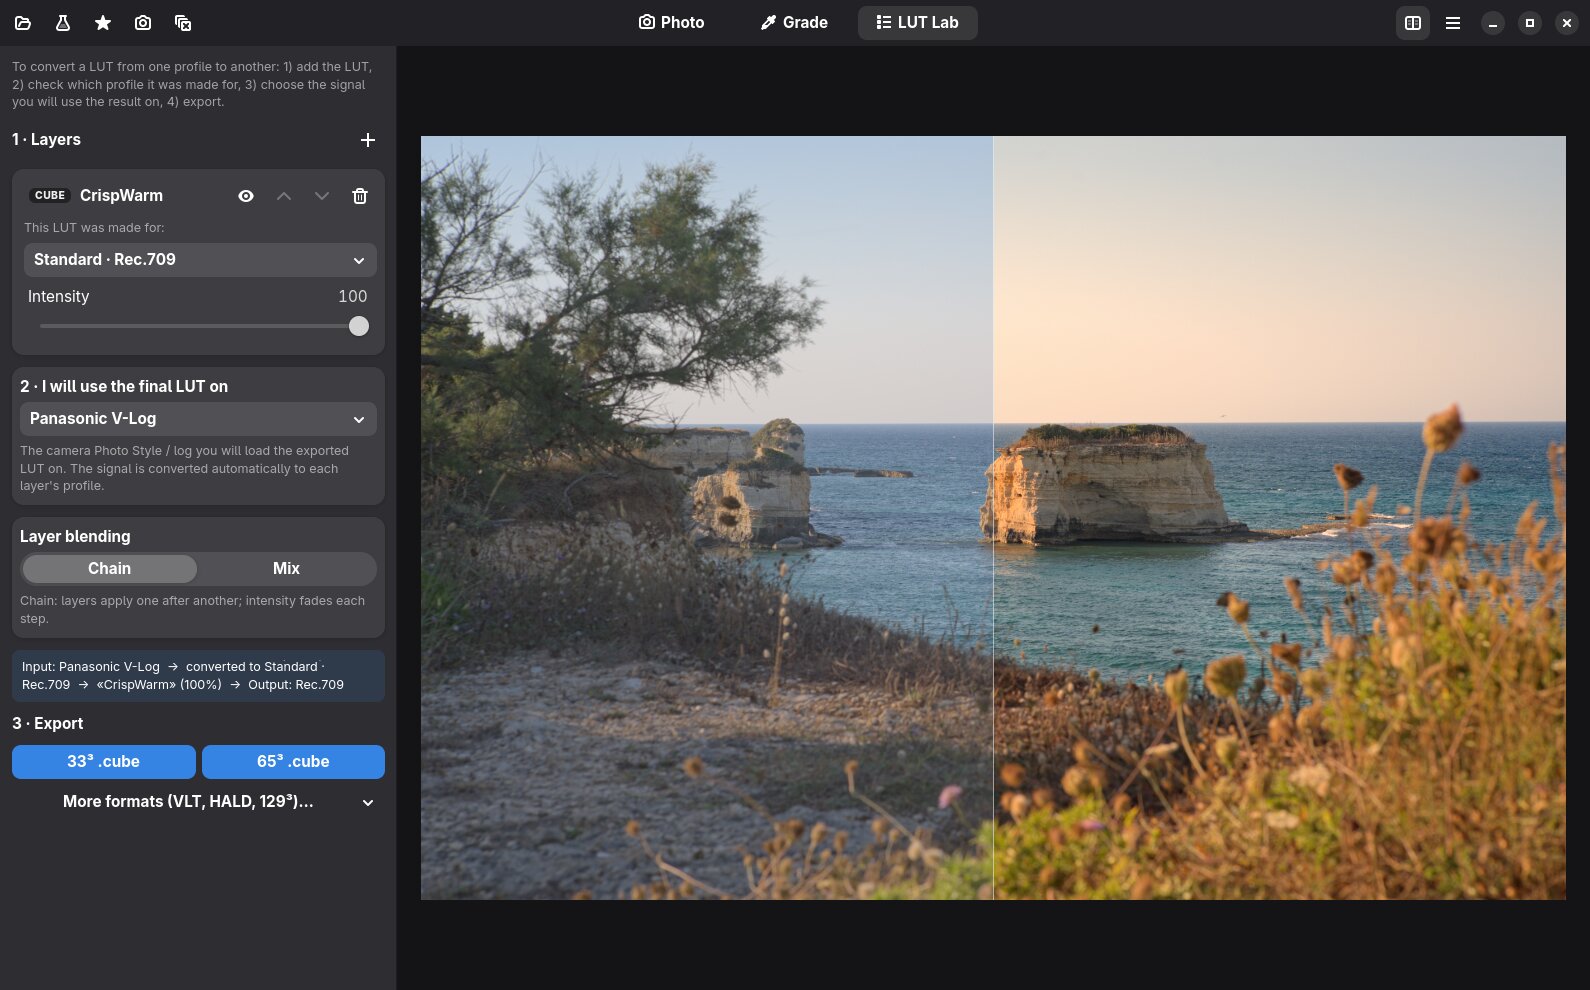 Photo
Grade
LUT Lab
To convert a LUT from one profile to another: 1) add the LUT,
2) check which profile it was made for, 3) choose the signal
you will use the result on, 4) export.
1 · Layers
CUBE CrispWarm
This LUT was made for:
Standard · Rec.709
Intensity 100
2 · I will use the final LUT on
Panasonic V-Log
The camera Photo Style / log you will load the exported
LUT on. The signal is converted automatically to each
layer's profile.
Layer blending
Chain Mix
Chain: layers apply one after another; intensity fades each
step.
Input: Panasonic V-Log → converted to Standard ·
Rec.709 → «CrispWarm» (100%) → Output: Rec.709
3 · Export
33³ .cube 65³ .cube
More formats (VLT, HALD, 129³)...